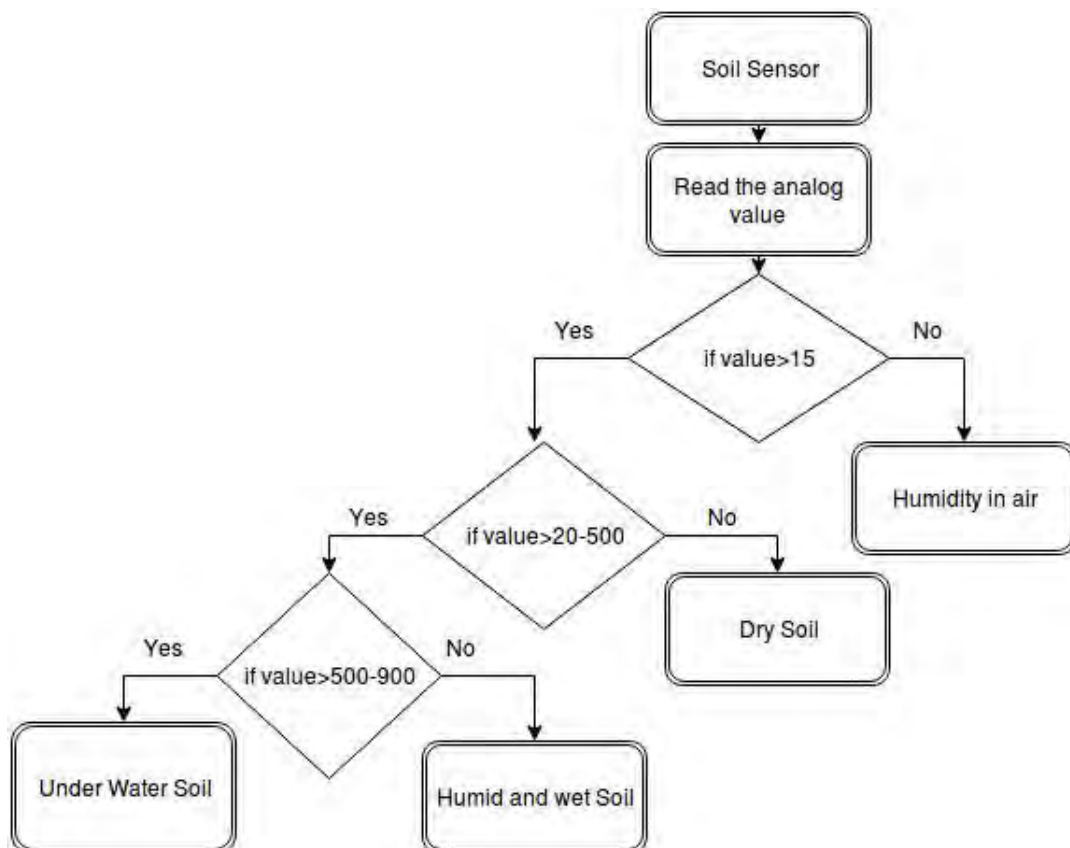 Soil Sensor
Read the analog
value
Yes
No
if value>15
Humidity in air
Yes
No
if value>20-500
Dry Soil
Yes
No
if value>500-900
Under Water Soil
Humid and wet Soil